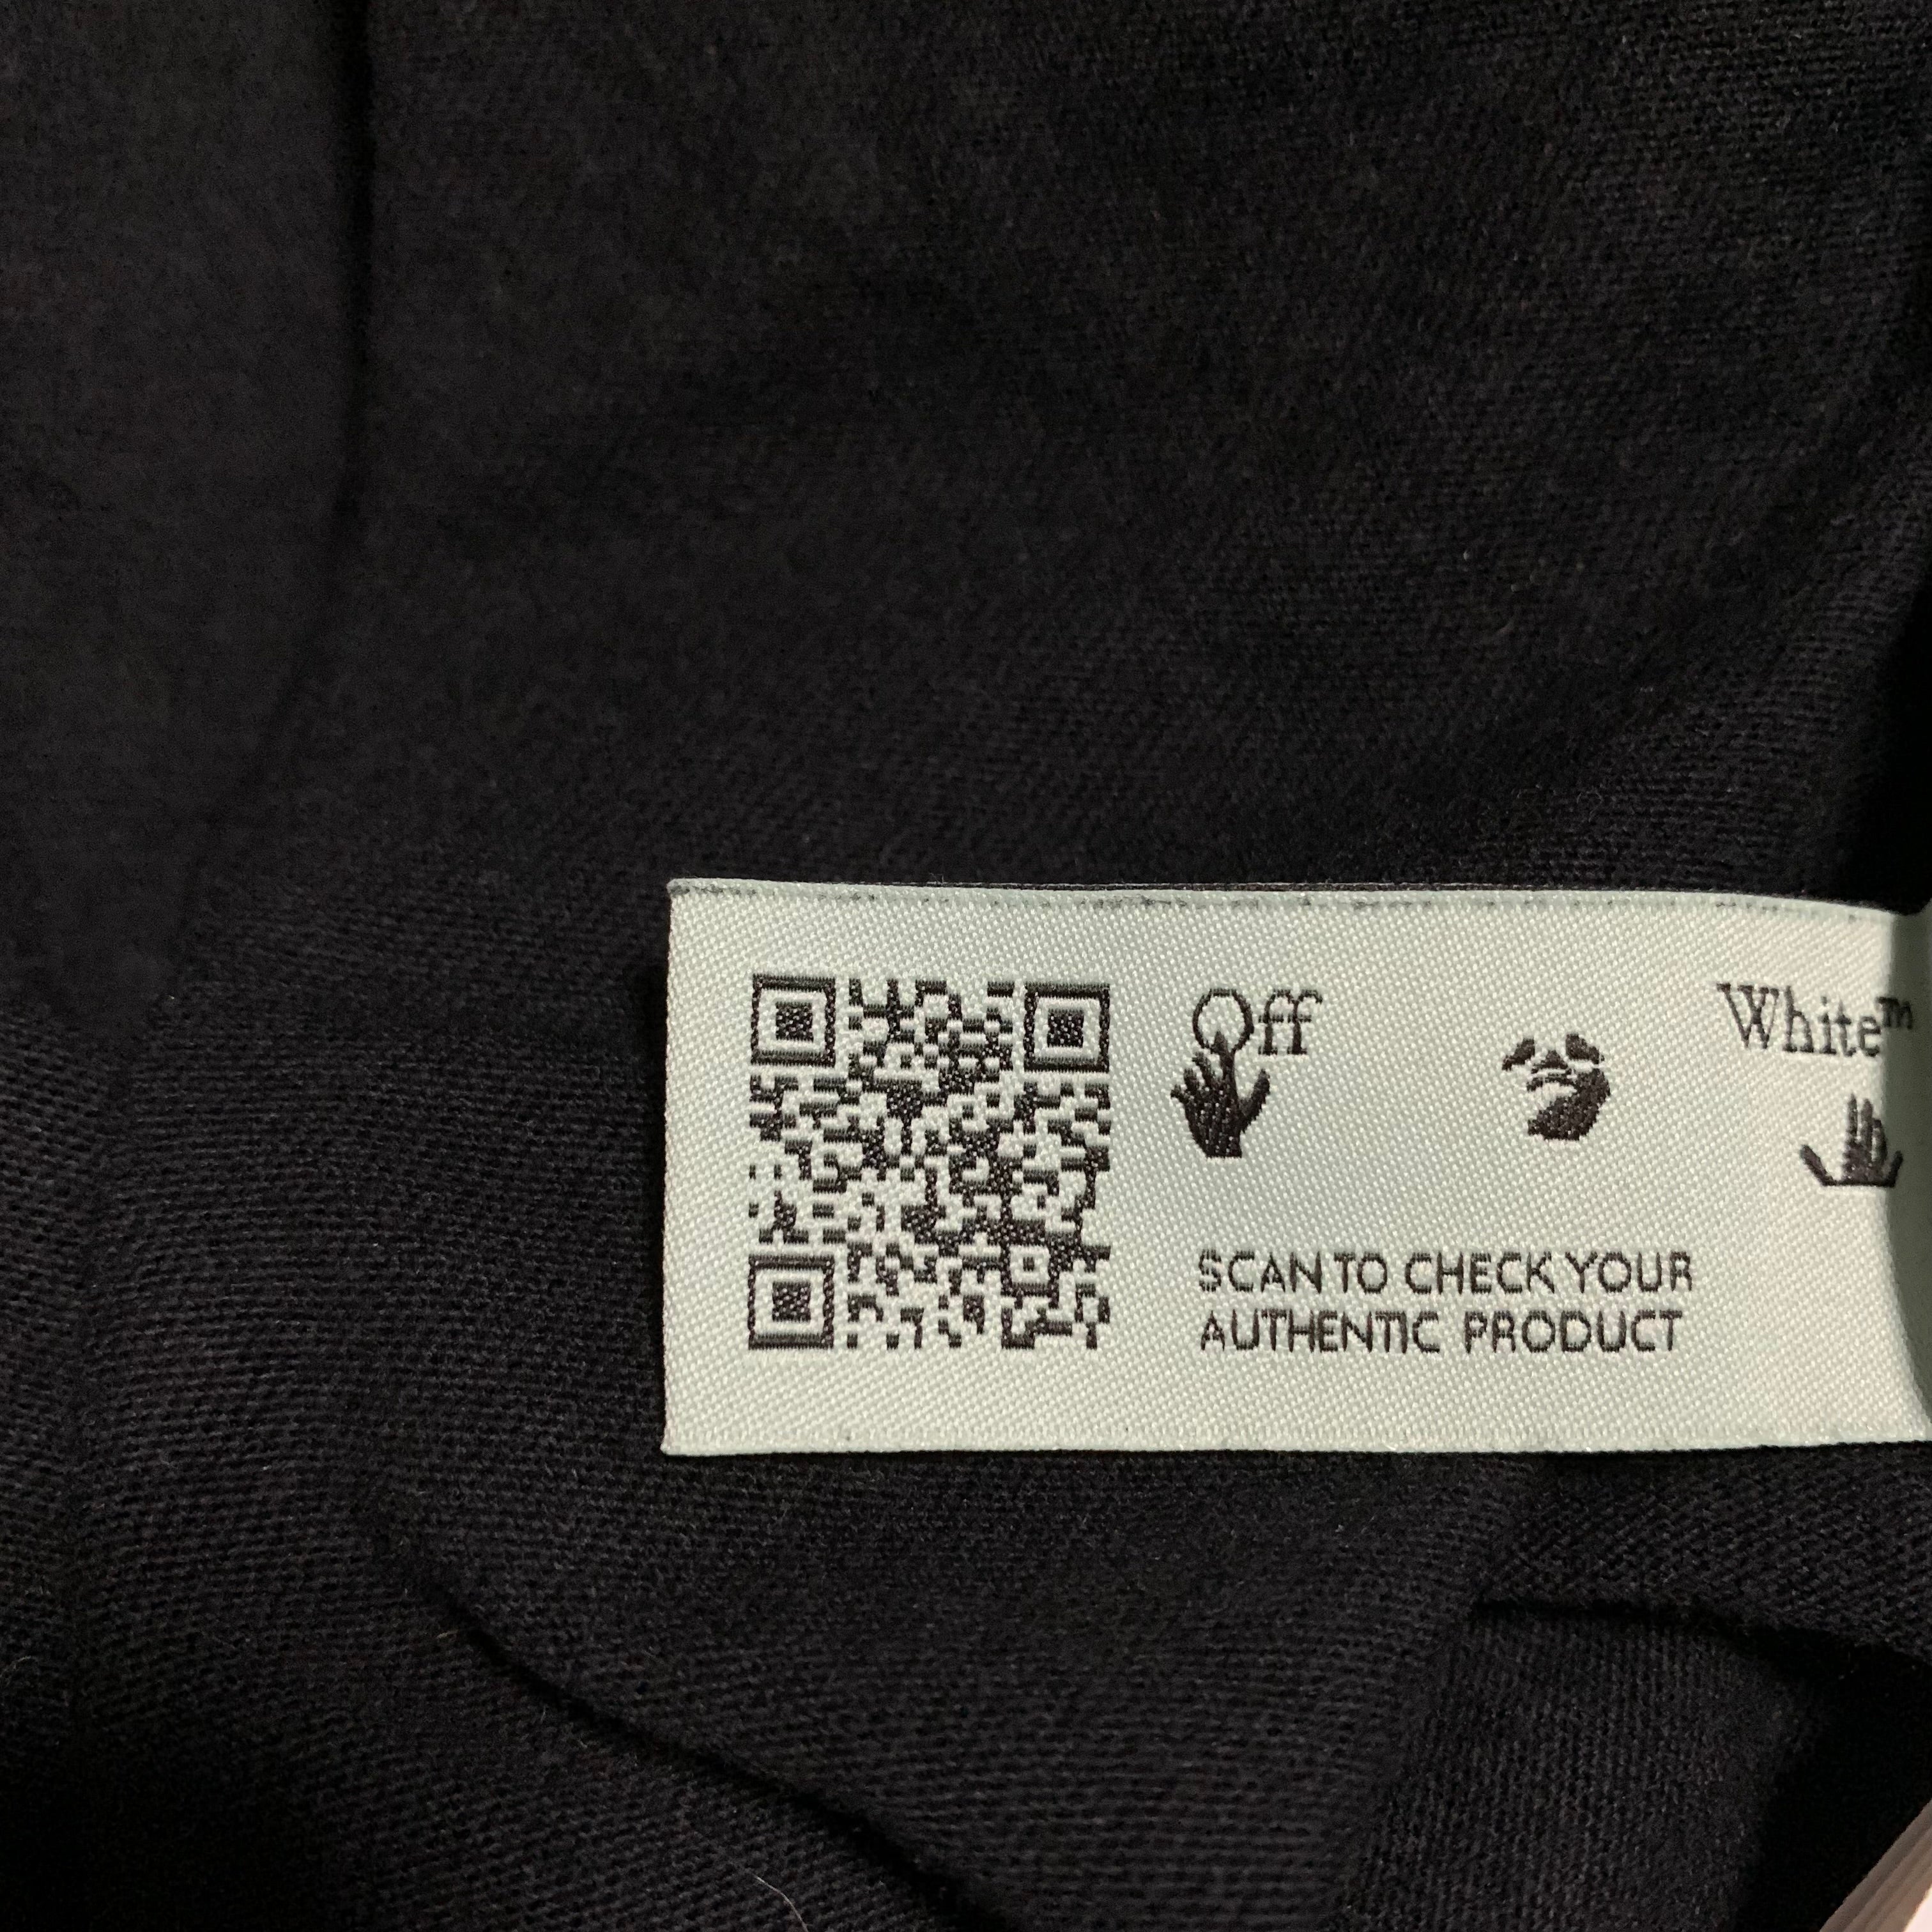 Off White™
SCAN TO CHECK YOUR
AUTHENTIC PRODUCT